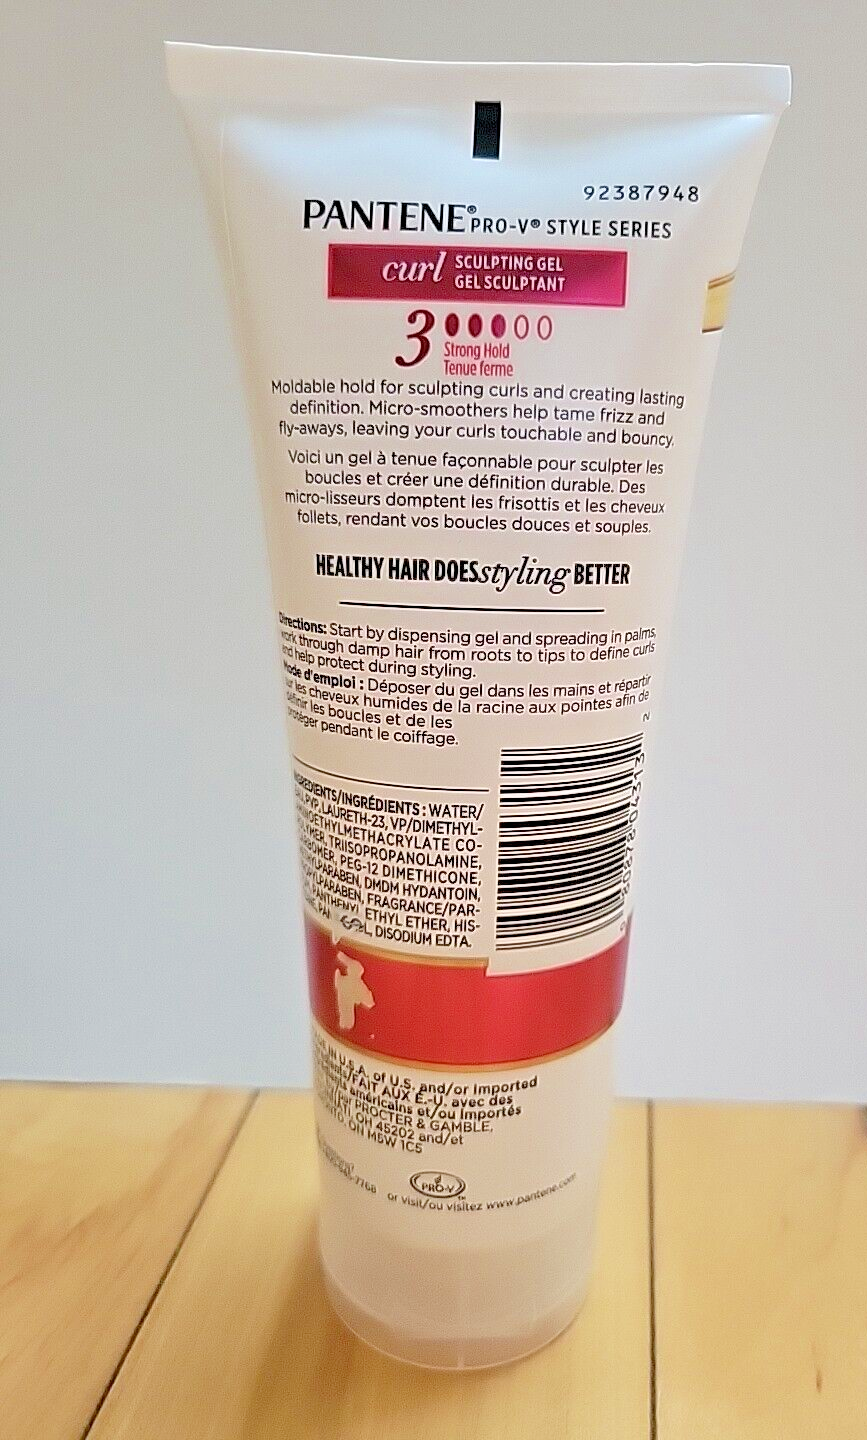 92387948
PANTENE® PRO-V® STYLE SERIES
curl SCULPTING GEL
GEL SCULPTANT
3
Strong Hold
Tenue ferme
Moldable hold for sculpting curls and creating lasting
definition. Micro-smoothers help tame frizz and
fly-aways, leaving your curls touchable and bouncy.
Voici un gel à tenue façonnable pour sculpter les
boucles et créer une définition durable. Des
micro-lisseurs domptent les frisottis et les cheveux
follets, rendant vos boucles douces et souples.
HEALTHY HAIR DOES styling BETTER
Directions: Start by dispensing gel and spreading in palms,
work through damp hair from roots to tips to define curls
and help protect during styling.
Mode d'emploi : Déposer du gel dans les mains et répartir
les cheveux humides de la racine aux pointes afin de
définir les boucles et de les
protéger pendant le coiffage.
INGREDIENTS/INGRÉDIENTS : WATER/
PVP, LAURETH-23, VP/DIMETHYL-
AMINOETHYLMETHACRYLATE CO-
TRIISOPROPANOLAMINE,
PEG-12 DIMETHICONE,
DMDM HYDANTOIN,
FRAGRANCE/PAR-
PANTHENYL ETHYL ETHER, HIS-
DISODIUM EDTA.
IN U.S.A. of U.S. and/or Imported
FAIT AUX É.-U. avec des
américains et/ou Importés
PROCTER & GAMBLE,
OH 45202 and/et
ON M5W 1C5
PRO-V
or visit/ou visitez www.pantene.com